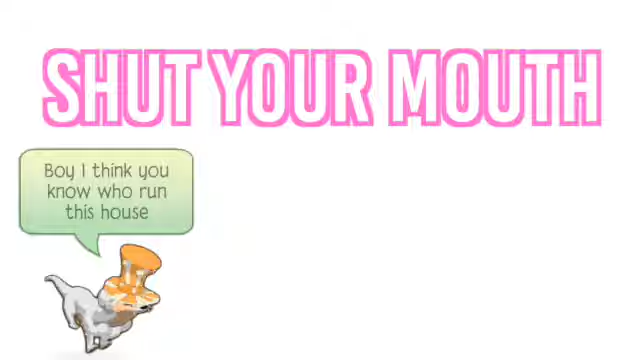 SHUT YOUR MOUTH
Boy I think you
know who run
this house